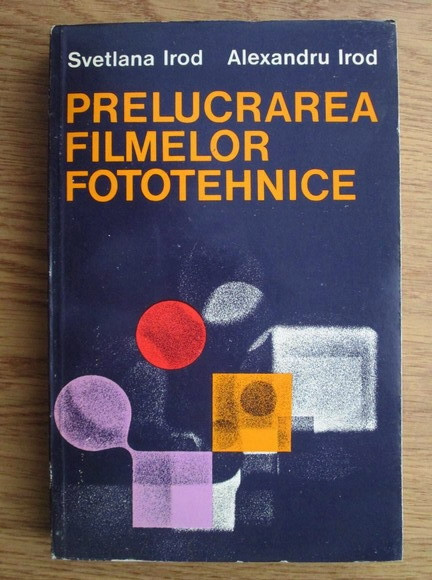 Svetlana Irod Alexandru Irod
PRELUCRAREA
FILMELOR
FOTOTEHNICE